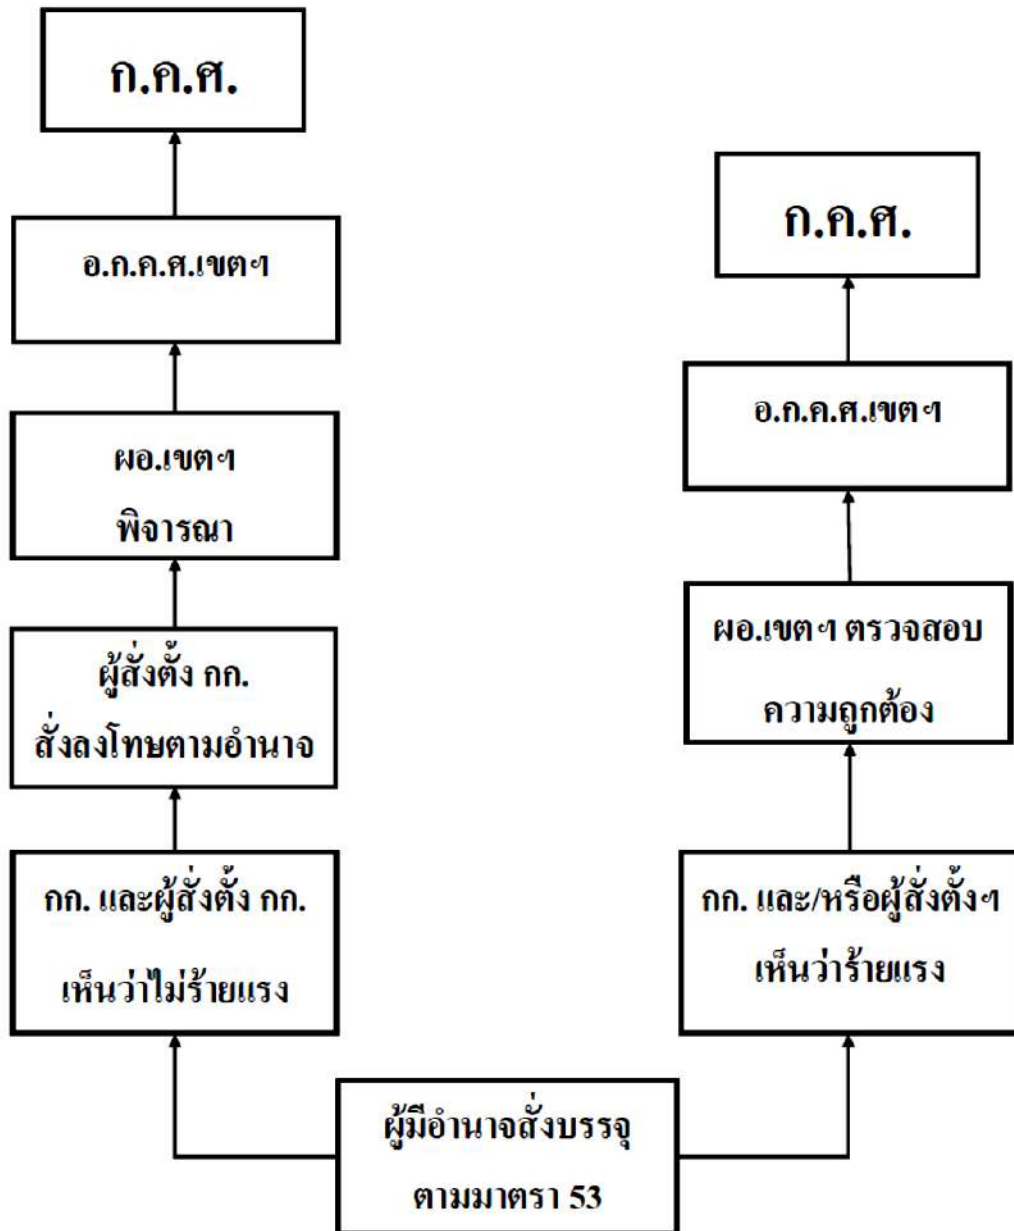 ก.ค.ศ.
อ.ก.ค.ศ.เขตฯ
ผอ.เขตฯ
พิจารณา
ผู้สั่งตั้ง กก.
สั่งลงโทษตามอำนาจ
กก. และผู้สั่งตั้ง กก.
เห็นว่าไม่ร้ายแรง
ก.ค.ศ.
อ.ก.ค.ศ.เขตฯ
ผอ.เขตฯ ตรวจสอบ
ความถูกต้อง
กก. และ/หรือผู้สั่งตั้งฯ
เห็นว่าร้ายแรง
ผู้มีอำนาจสั่งบรรจุ
ตามมาตรา 53